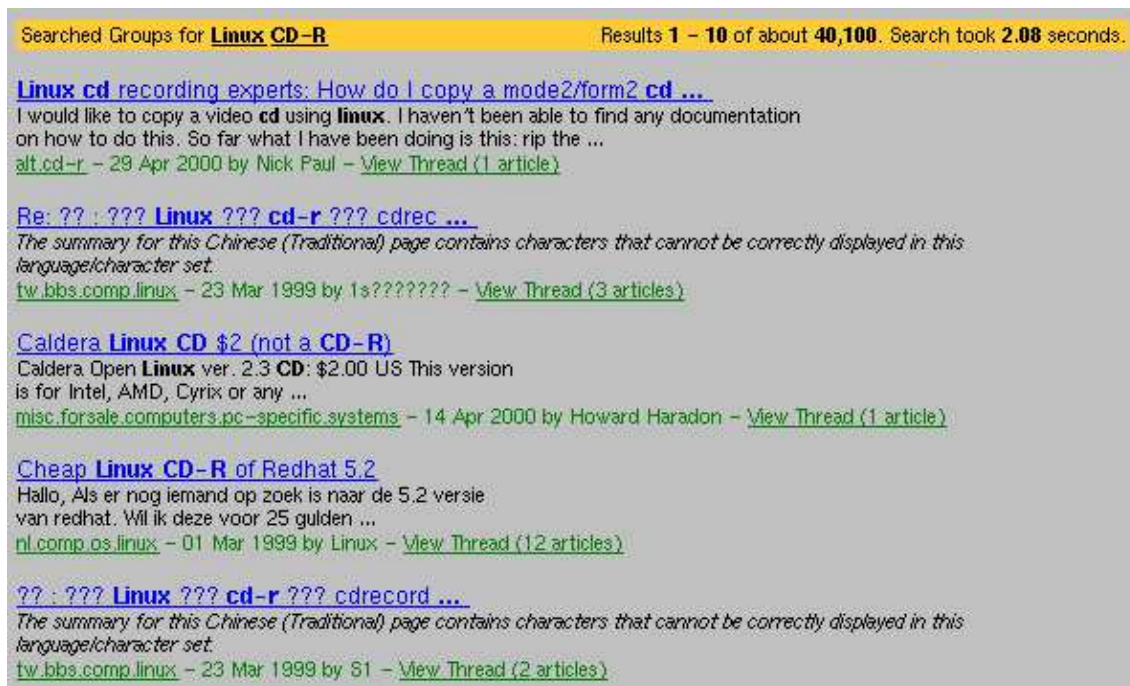 Searched Groups for Linux CD-R Results 1 - 10 of about 40,100. Search took 2.08 seconds.
Linux cd recording experts: How do I copy a mode2/form2 cd ...
I would like to copy a video cd using linux. I haven't been able to find any documentation
on how to do this. So far what I have been doing is this: rip the ...
alt.cd-r - 29 Apr 2000 by Nick Paul - View Thread (1 article)
Re: ?? : ??? Linux ??? cd-r ??? cdrec ...
The summary for this Chinese (Traditional) page contains characters that cannot be correctly displayed in this
language/character set.
tw.bbs.comp.linux - 23 Mar 1999 by 1s??????? - View Thread (3 articles)
Caldera Linux CD $2 (not a CD-R)
Caldera Open Linux ver. 2.3 CD: $2.00 US This version
is for Intel, AMD, Cyrix or any ...
misc.forsale.computers.pc-specific.systems - 14 Apr 2000 by Howard Haradon - View Thread (1 article)
Cheap Linux CD-R of Redhat 5.2
Hallo, Als er nog iemand op zoek is naar de 5.2 versie
van redhat. Wil ik deze voor 25 gulden ...
nl.comp.os.linux - 01 Mar 1999 by Linux - View Thread (12 articles)
?? : ??? Linux ??? cd-r ??? cdrecord ...
The summary for this Chinese (Traditional) page contains characters that cannot be correctly displayed in this
language/character set.
tw.bbs.comp.linux - 23 Mar 1999 by S1 - View Thread (2 articles)